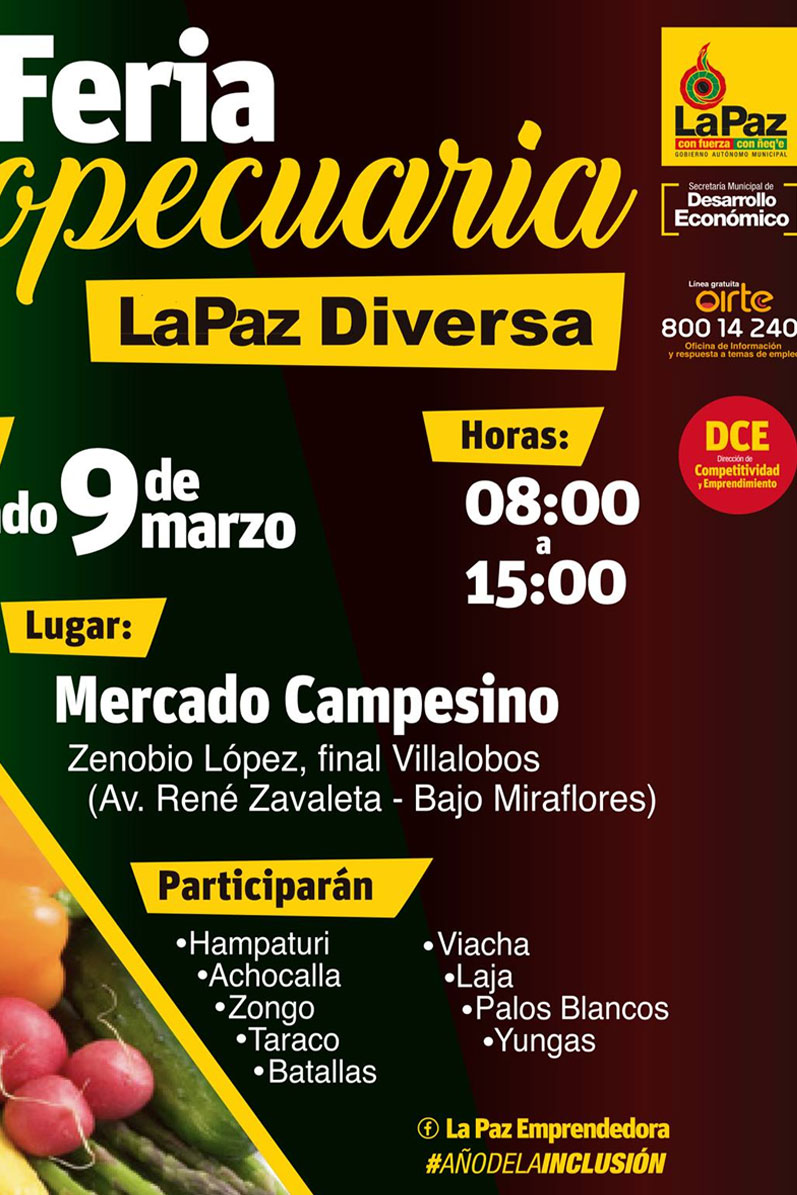 Feria
opecuaria
LaPaz Diversa
ado 9 de
marzo
Horas:
08:00
a
15:00
Lugar:
Mercado Campesino
Zenobio López, final Villalobos
(Av. René Zavaleta - Bajo Miraflores)
Participarán
•Hampaturi
•Achocalla
•Zongo
•Taraco
•Batallas
•Viacha
•Laja
•Palos Blancos
•Yungas
La Paz Emprendedora
#AÑODELAINCLUSIÓN
LaPaz
con fuerza con ñeq'e
GOBIERNO AUTÓNOMO MUNICIPAL
Secretaría Municipal de
Desarrollo
Económico
Línea gratuita
oirte
800 14 240
Oficina de Información
y respuesta a temas de empleo
DCE
Dirección de
Competitividad
y Emprendimiento